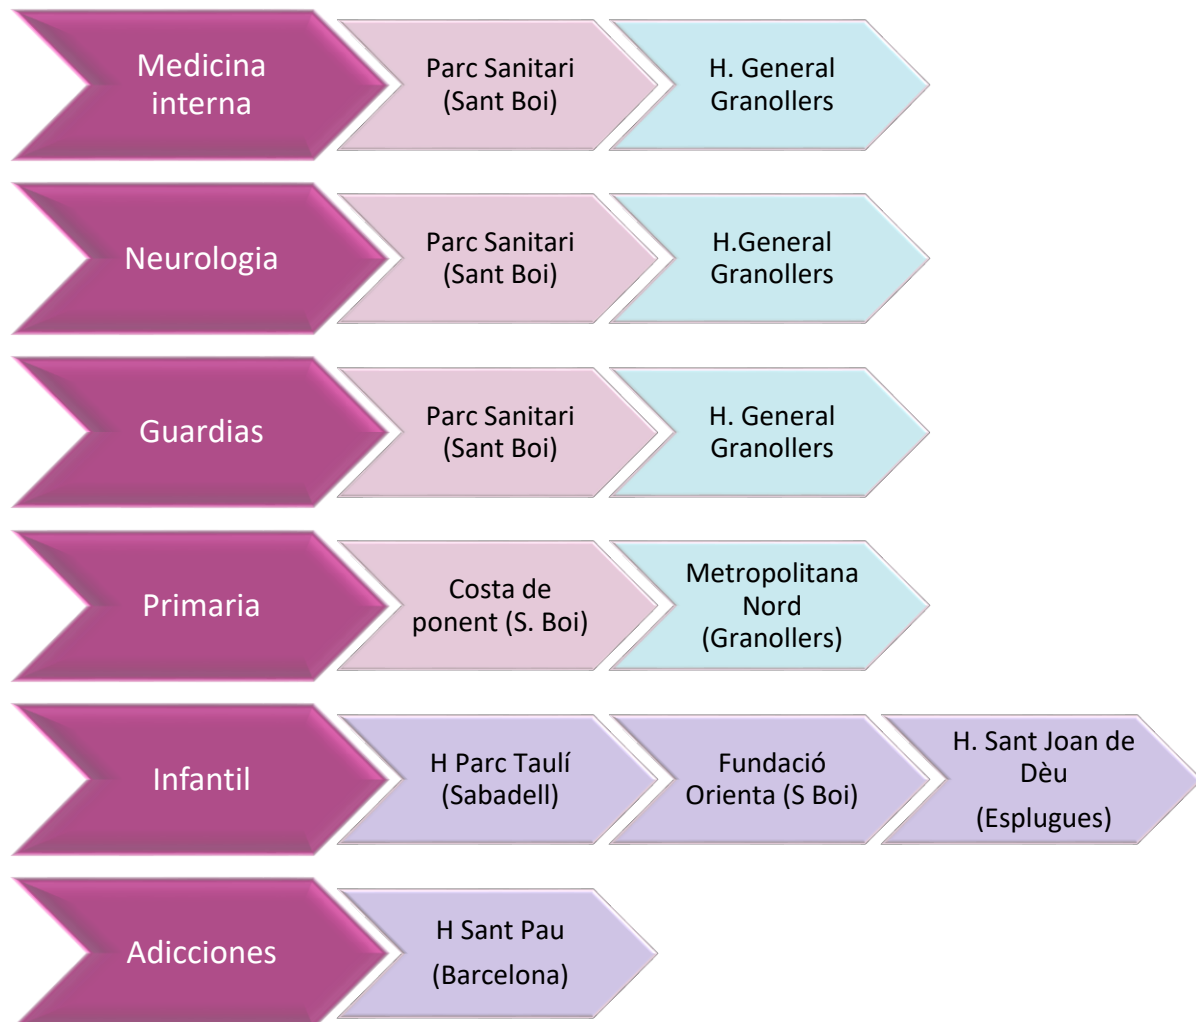 Medicina
interna
Parc Sanitari
(Sant Boi)
H. General
Granollers
Neurologia
Parc Sanitari
(Sant Boi)
H.General
Granollers
Guardias
Parc Sanitari
(Sant Boi)
H. General
Granollers
Primaria
Costa de
ponent (S. Boi)
Metropolitana
Nord
(Granollers)
Infantil
H Parc Taulí
(Sabadell)
Fundació
Orienta (S Boi)
H. Sant Joan de
Dèu
(Esplugues)
Adicciones
H Sant Pau
(Barcelona)